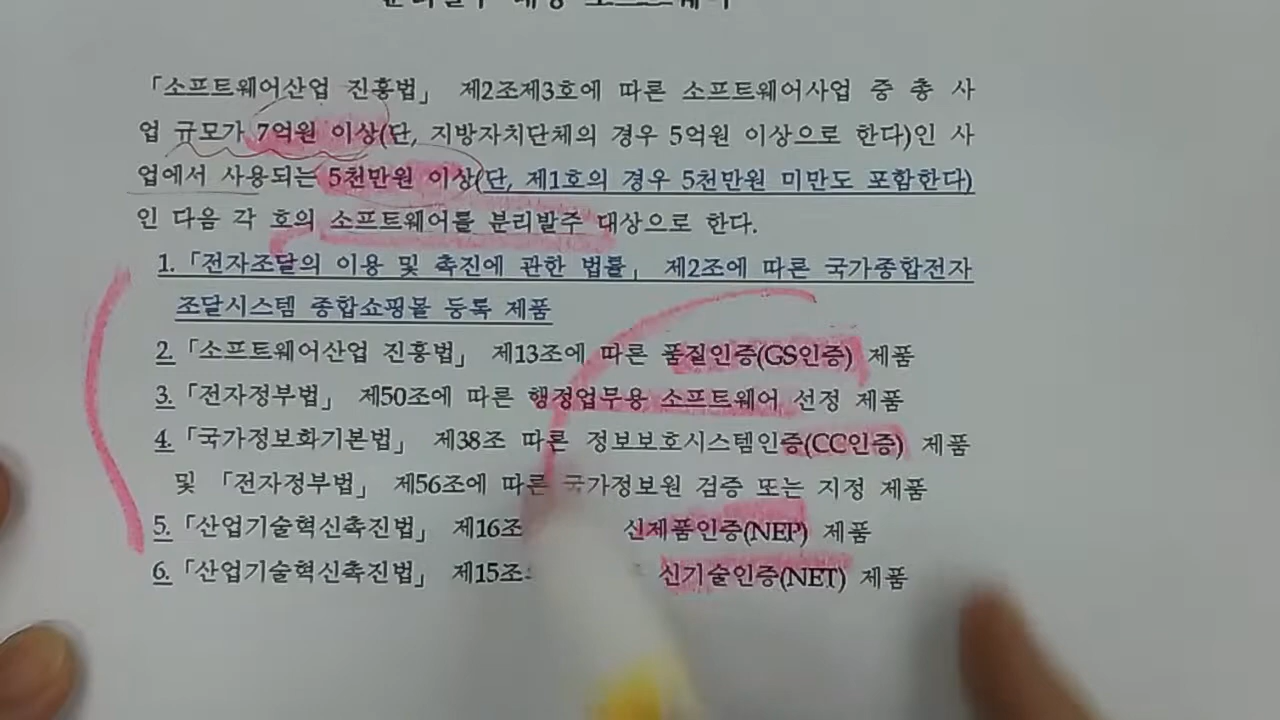 분리발주 대상 소프트웨어
「소프트웨어산업 진흥법」 제2조제3호에 따른 소프트웨어사업 중 총 사
업 규모가 7억원 이상(단, 지방자치단체의 경우 5억원 이상으로 한다)인 사
업에서 사용되는 5천만원 이상(단, 제1호의 경우 5천만원 미만도 포함한다)
인 다음 각 호의 소프트웨어를 분리발주 대상으로 한다.
1. 「전자조달의 이용 및 촉진에 관한 법률」 제2조에 따른 국가종합전자
조달시스템 종합쇼핑몰 등록 제품
2. 「소프트웨어산업 진흥법」 제13조에 따른 품질인증(GS인증) 제품
3. 「전자정부법」 제50조에 따른 행정업무용 소프트웨어 선정 제품
4. 「국가정보화기본법」 제38조 따른 정보보호시스템인증(CC인증) 제품
및 「전자정부법」 제56조에 따른 국가정보원 검증 또는 지정 제품
5. 「산업기술혁신촉진법」 제16조 신제품인증(NEP) 제품
6. 「산업기술혁신촉진법」 제15조 신기술인증(NET) 제품